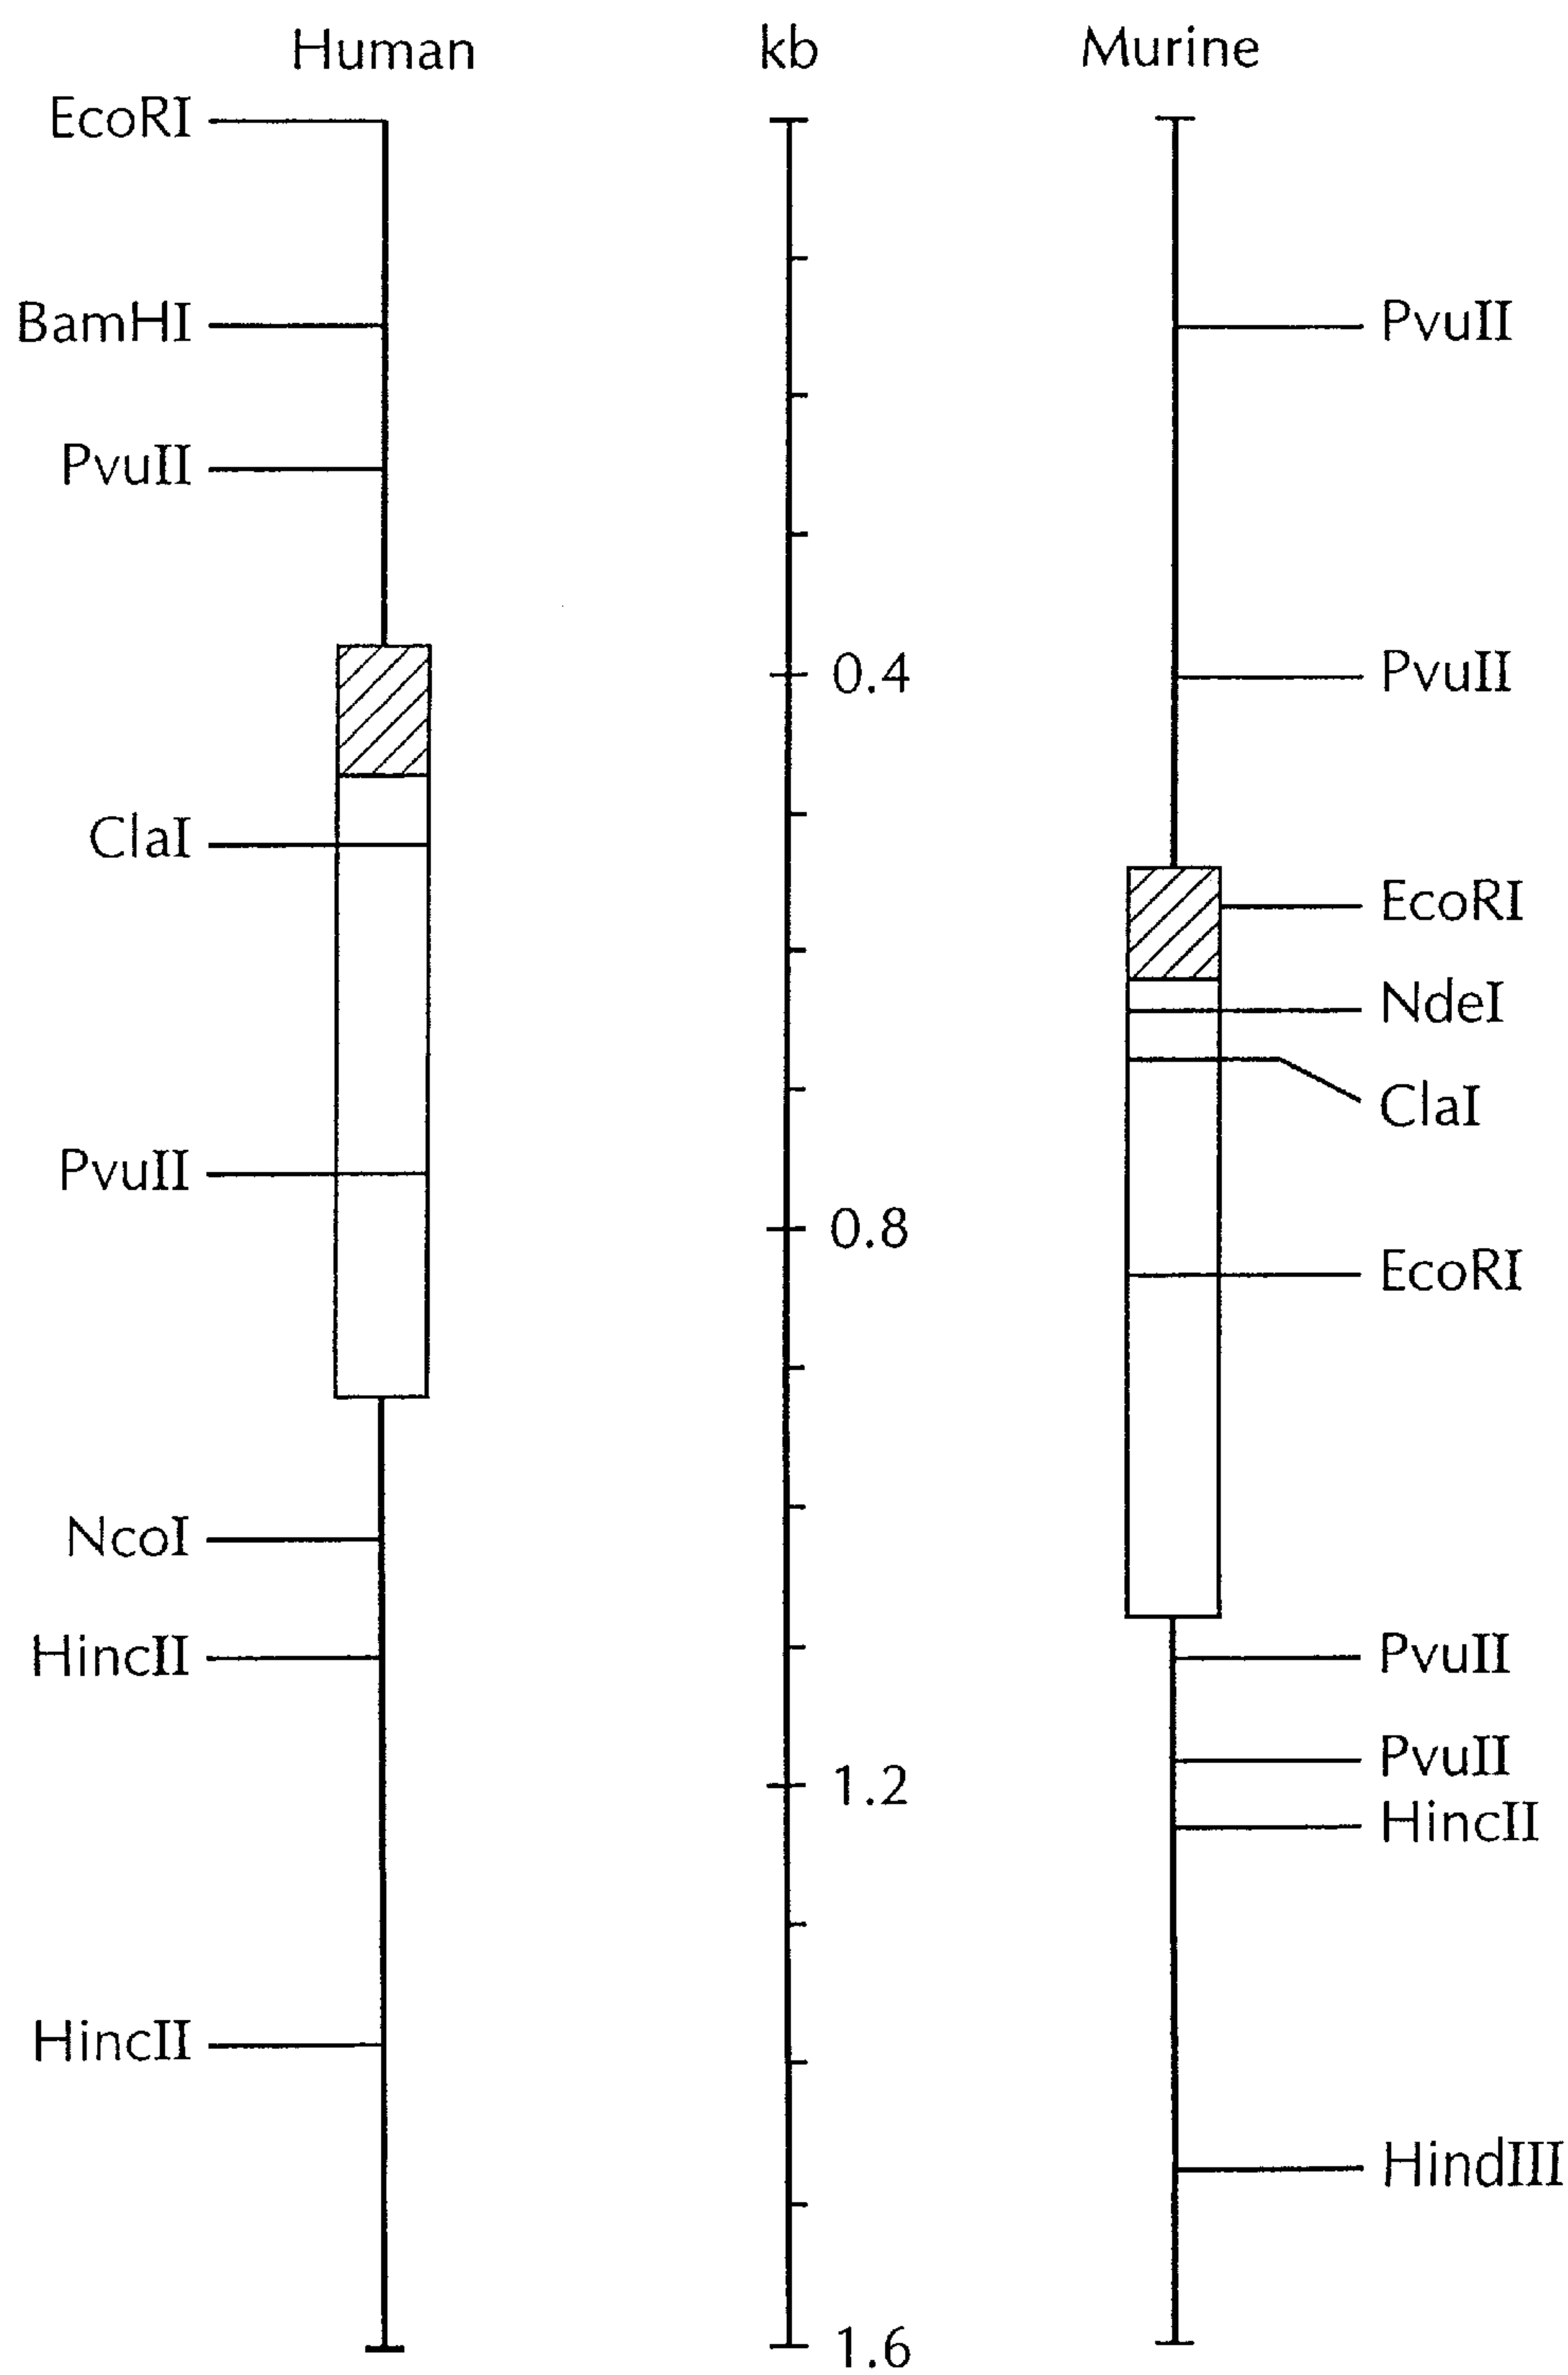 Human
kb
Murine
EcoRI
BamHI
PvuII
ClaI
PvuII
NcoI
HincII
HincII
0.4
0.8
1.2
1.6
PvuII
PvuII
EcoRI
NdeI
ClaI
EcoRI
PvuII
PvuII
HincII
HindIII